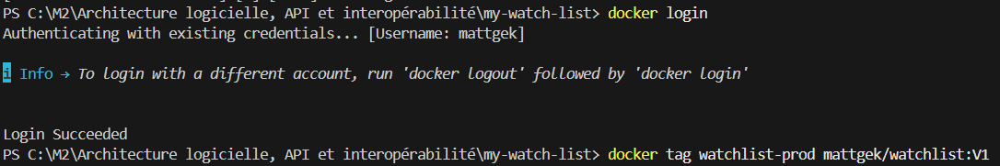 PS C:\M2\Architecture logicielle, API et interopérabilité\my-watch-list> docker login
Authenticating with existing credentials... [Username: mattgek]
i Info → To login with a different account, run 'docker logout' followed by 'docker login'
Login Succeeded
PS C:\M2\Architecture logicielle, API et interopérabilité\my-watch-list> docker tag watchlist-prod mattgek/watchlist:V1